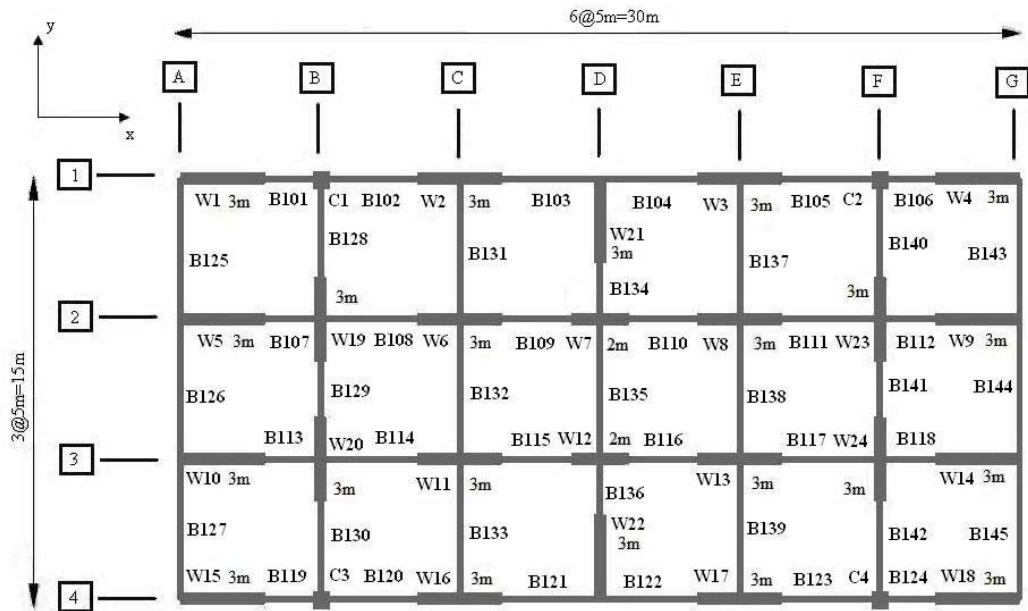 6@5m=30m
y
x
A B C D E F G
1
W1 3m B101 C1 B102 W2 3m B103 B104 W3 3m B105 C2 B106 W4 3m
B128 W21
B125 B131 3m B137 B140 B143
B134
3m 3m
2
W5 3m B107 W19 B108 W6 3m B109 W7 2m B110 W8 3m B111 W23 B112 W9 3m
B126 B129 B132 B135 B138 B141 B144
B113 W20 B114 B115 W12 2m B116 B117 W24 B118
3
W10 3m 3m W11 3m B136 W13 3m 3m W14 3m
B127 B130 B133 W22 B139 B142 B145
3m
W15 3m B119 C3 B120 W16 3m B121 B122 W17 3m B123 C4 B124 W18 3m
4
3@5m=15m